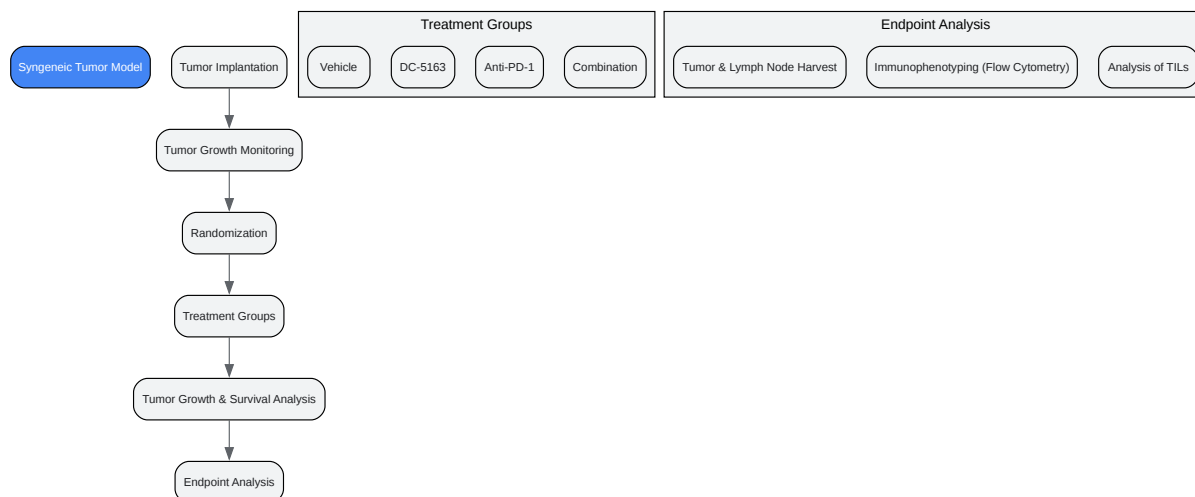 Treatment Groups
Endpoint Analysis
Syngeneic Tumor Model
Tumor Implantation
Vehicle
DC-5163
Anti-PD-1
Combination
Tumor & Lymph Node Harvest
Immunophenotyping (Flow Cytometry)
Analysis of TILs
Tumor Growth Monitoring
Randomization
Treatment Groups
Tumor Growth & Survival Analysis
Endpoint Analysis